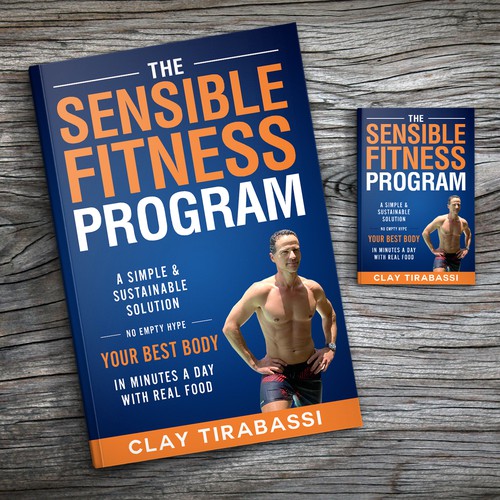 THE
SENSIBLE
FITNESS
PROGRAM
A SIMPLE &
SUSTAINABLE
SOLUTION
NO EMPTY HYPE
YOUR BEST BODY
IN MINUTES A DAY
WITH REAL FOOD
CLAY TIRABASSI
THE
SENSIBLE
FITNESS
PROGRAM
A SIMPLE &
SUSTAINABLE
SOLUTION
NO EMPTY HYPE
YOUR BEST BODY
IN MINUTES A DAY
WITH REAL FOOD
CLAY TIRABASSI